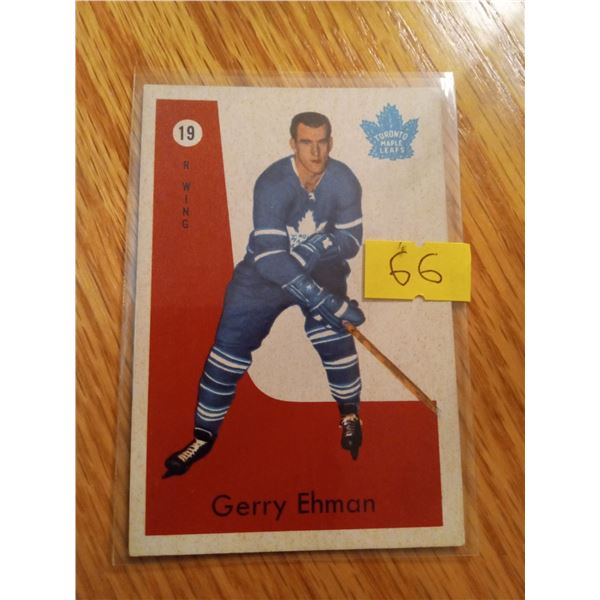 19
R WING
TORONTO
MAPLE
LEAFS
66
Gerry Ehman